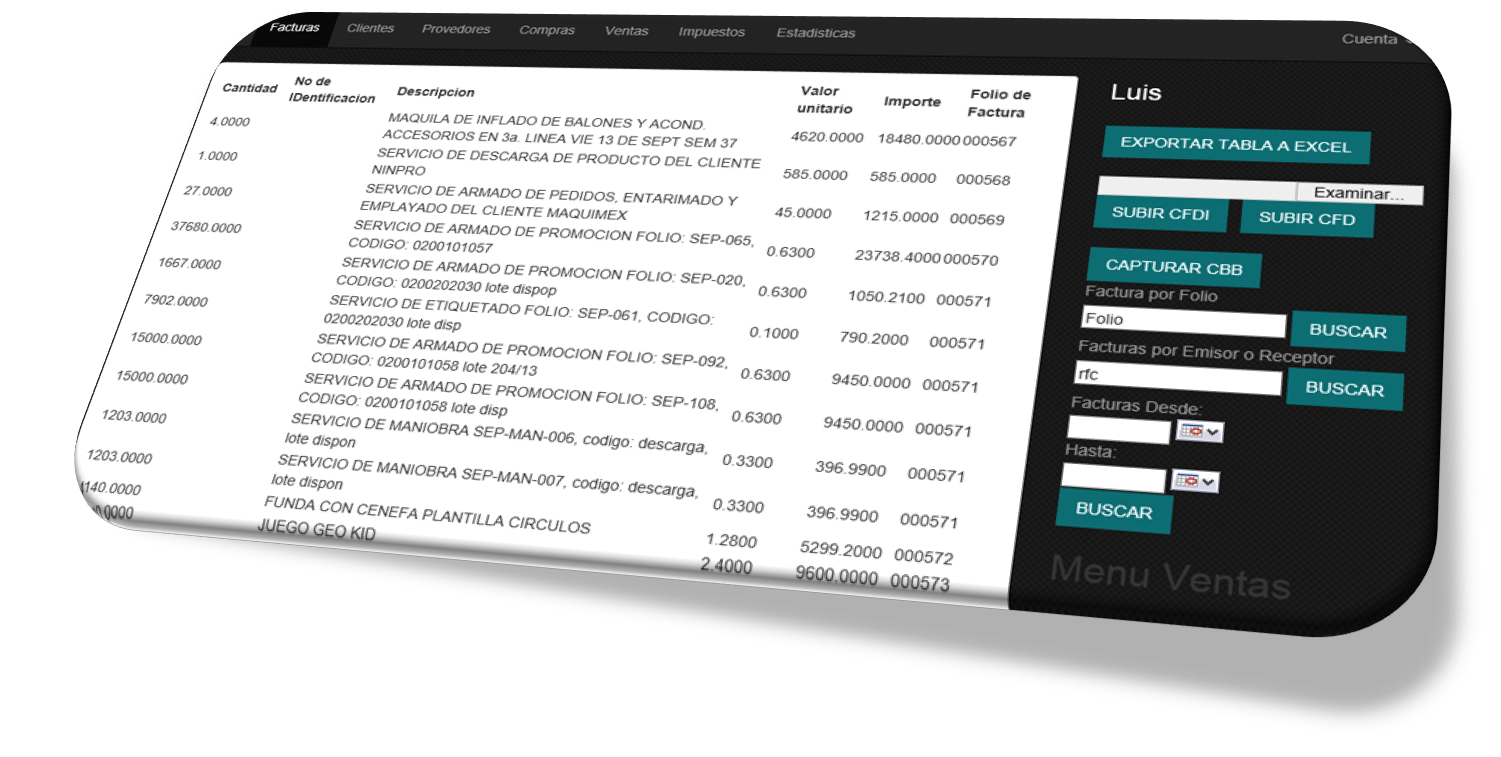 Facturas Clientes Provedores Compras Ventas Impuestos Estadisticas Cuenta
Cantidad No de IDentificacion Descripcion Valor unitario Importe Folio de Factura
4.0000 MAQUILA DE INFLADO DE BALONES Y ACOND.
ACCESORIOS EN 3a. LINEA VIE 13 DE SEPT SEM 37 4620.0000 18480.0000 000567
1.0000 SERVICIO DE DESCARGA DE PRODUCTO DEL CLIENTE
NINPRO 585.0000 585.0000 000568
27.0000 SERVICIO DE ARMADO DE PEDIDOS, ENTARIMADO Y
EMPLAYADO DEL CLIENTE MAQUIMEX 45.0000 1215.0000 000569
37680.0000 SERVICIO DE ARMADO DE PROMOCION FOLIO: SEP-065,
CODIGO: 0200101057 0.6300 23738.4000 000570
1667.0000 SERVICIO DE ARMADO DE PROMOCION FOLIO: SEP-020,
CODIGO: 0200202030 lote dispop 0.6300 1050.2100 000571
7902.0000 SERVICIO DE ETIQUETADO FOLIO: SEP-061, CODIGO:
0200202030 lote disp 0.1000 790.2000 000571
15000.0000 SERVICIO DE ARMADO DE PROMOCION FOLIO: SEP-092,
CODIGO: 0200101058 lote 204/13 0.6300 9450.0000 000571
15000.0000 SERVICIO DE ARMADO DE PROMOCION FOLIO: SEP-108,
CODIGO: 0200101058 lote disp 0.6300 9450.0000 000571
1203.0000 SERVICIO DE MANIOBRA SEP-MAN-006, codigo: descarga,
lote dispon 0.3300 396.9900 000571
1203.0000 SERVICIO DE MANIOBRA SEP-MAN-007, codigo: descarga,
lote dispon 0.3300 396.9900 000571
FUNDA CON CENEFA PLANTILLA CIRCULOS 1.2800 5299.2000 000572
JUEGO GEO KID 2.4000 9600.0000 000573
Luis
EXPORTAR TABLA A EXCEL
Examinar...
SUBIR CFDI SUBIR CFD
CAPTURAR CBB
Factura por Folio
Folio BUSCAR
Facturas por Emisor o Receptor
rfc BUSCAR
Facturas Desde:
Hasta:
BUSCAR
Menu Ventas